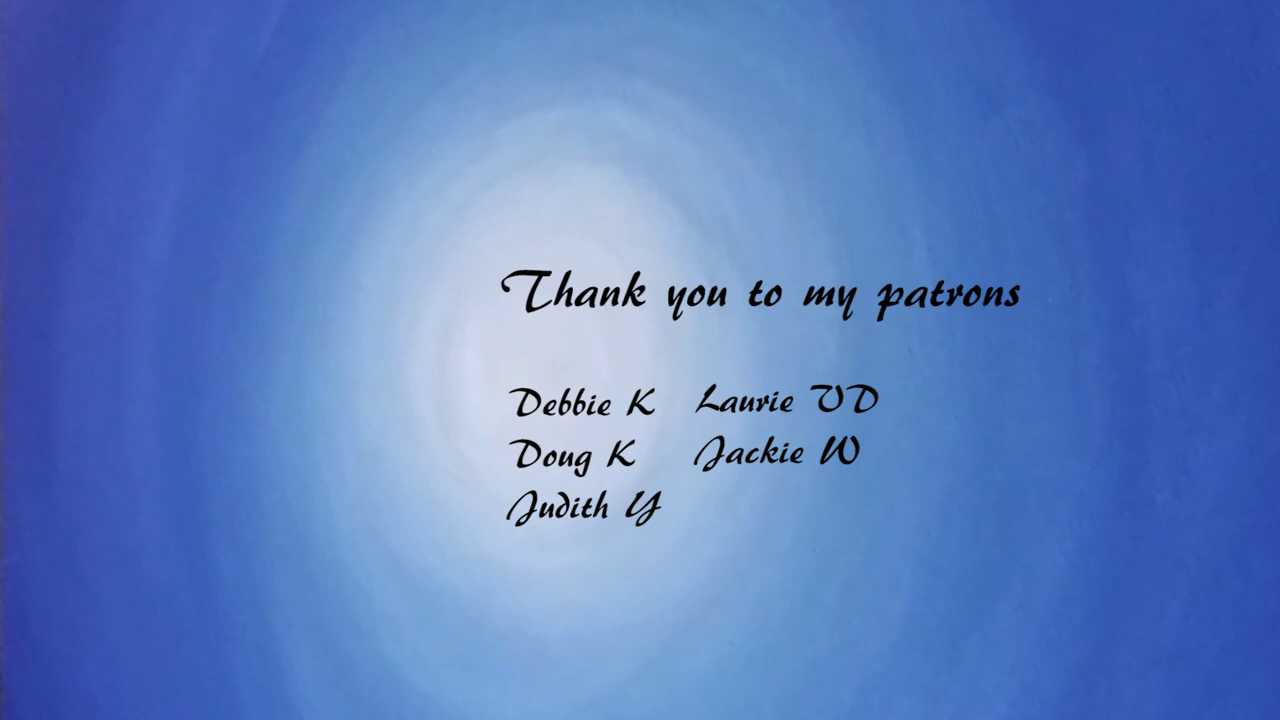 Thank you to my patrons
Debbie K
Doug K
Judith Y
Laurie VD
Jackie W